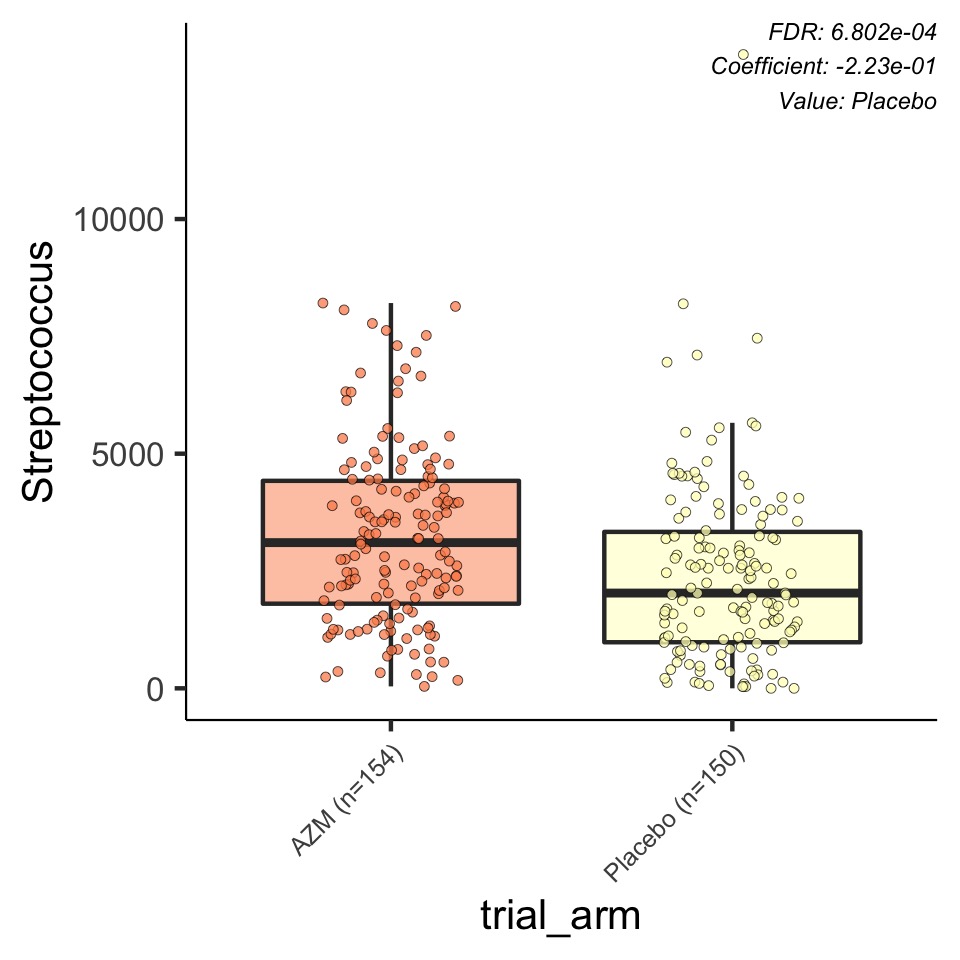 FDR: 6.802e-04
Coefficient: -2.23e-01
Value: Placebo
10000
5000
0
Streptococcus
AZM (n=154)
Placebo (n=150)
trial_arm